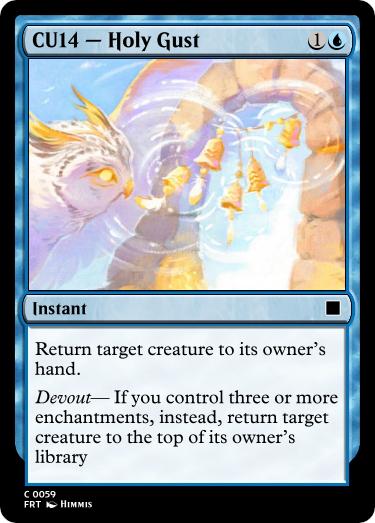 CU14 — Holy Gust
1
Instant
Return target creature to its owner's
hand.
Devout— If you control three or more
enchantments, instead, return target
creature to the top of its owner's
library
C 0059
FRT Himmis